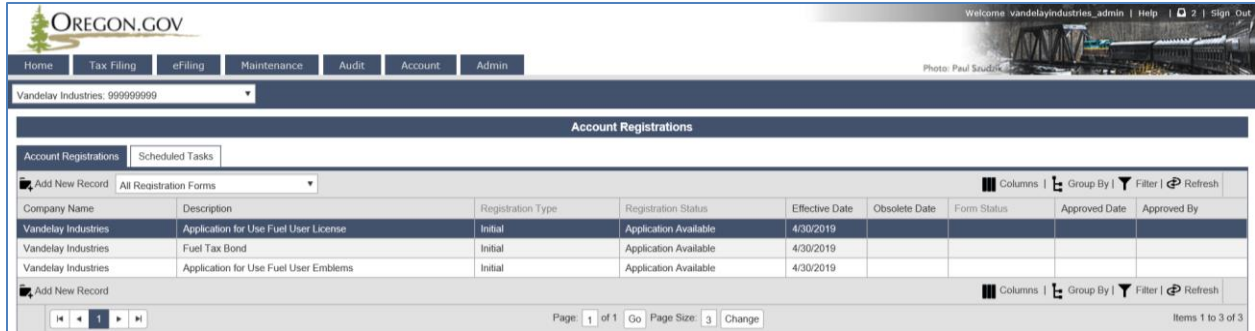 Welcome vandelayindustries_admin | Help | 2 | Sign Out
OREGON.GOV
Home Tax Filing eFiling Maintenance Audit Account Admin
Photo: Paul
Vandelay Industries: 999999999
Account Registrations
Account Registrations Scheduled Tasks
Add New Record All Registration Forms Columns | Group By | Filter | Refresh
Company Name Description Registration Type Registration Status Effective Date Obsolete Date Form Status Approved Date Approved By
Vandelay Industries Application for Use Fuel User License Initial Application Available 4/30/2019
Vandelay Industries Fuel Tax Bond Initial Application Available 4/30/2019
Vandelay Industries Application for Use Fuel User Emblems Initial Application Available 4/30/2019
Add New Record Columns | Group By | Filter | Refresh
1 Page: 1 of 1 Go Page Size: 3 Change Items 1 to 3 of 3